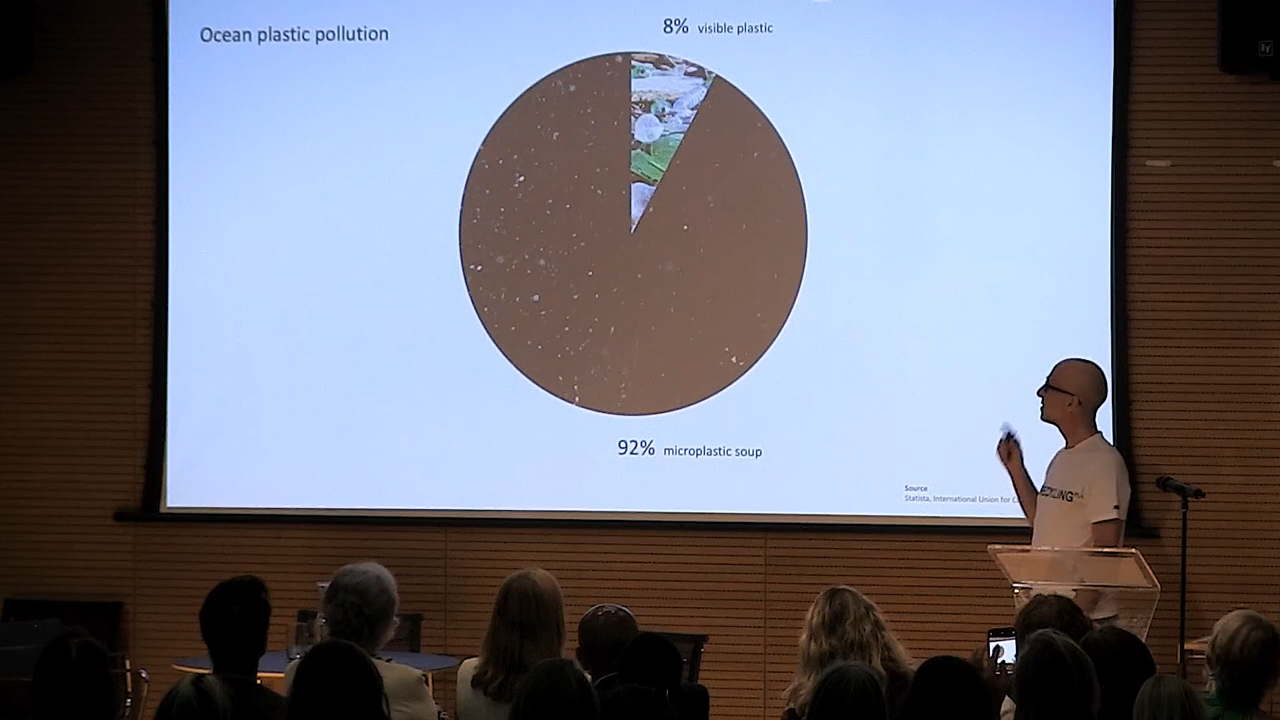 8% visible plastic
Ocean plastic pollution
92% microplastic soup
Source
Statista, International Union for